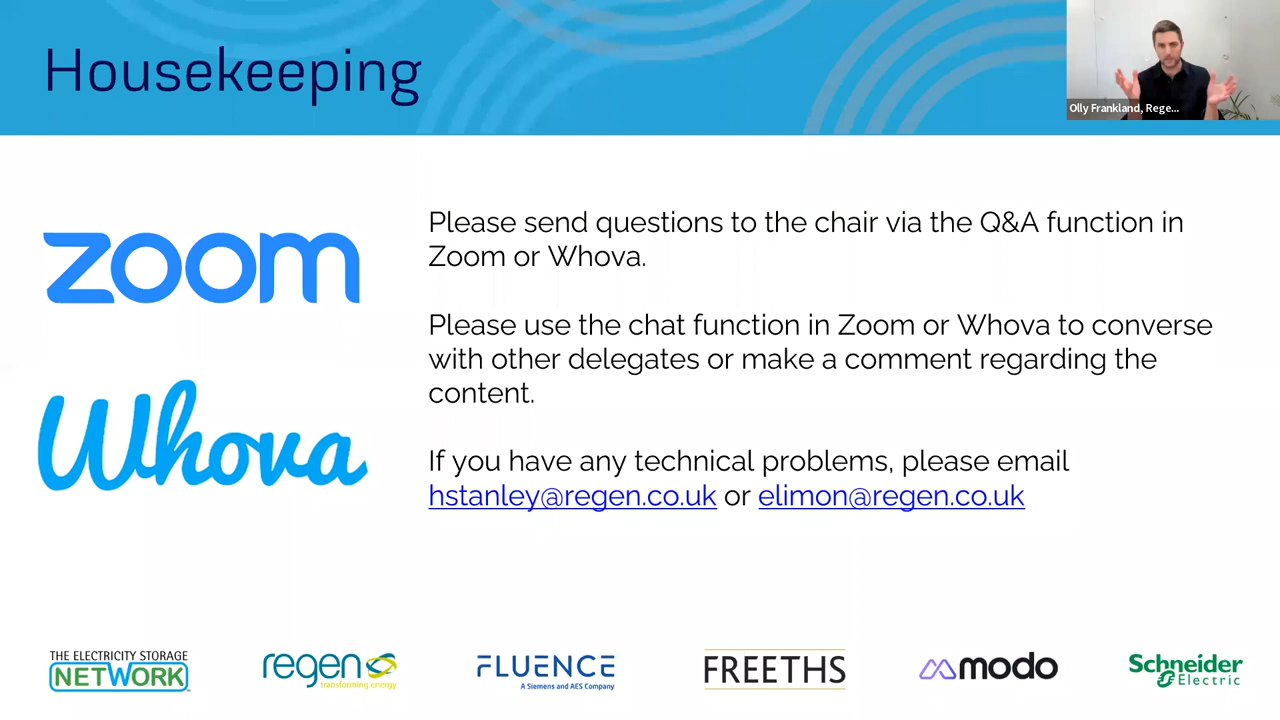 Housekeeping
Olly Frankland, Rege...
zoom
Please send questions to the chair via the Q&A function in
Zoom or Whova.
Please use the chat function in Zoom or Whova to converse
with other delegates or make a comment regarding the
content.
Whova
If you have any technical problems, please email
hstanley@regen.co.uk or elimon@regen.co.uk
THE ELECTRICITY STORAGE
NETWORK
regen
transforming energy
FLUENCE
A Siemens and AES Company
FREETHS
modo
Schneider
Electric